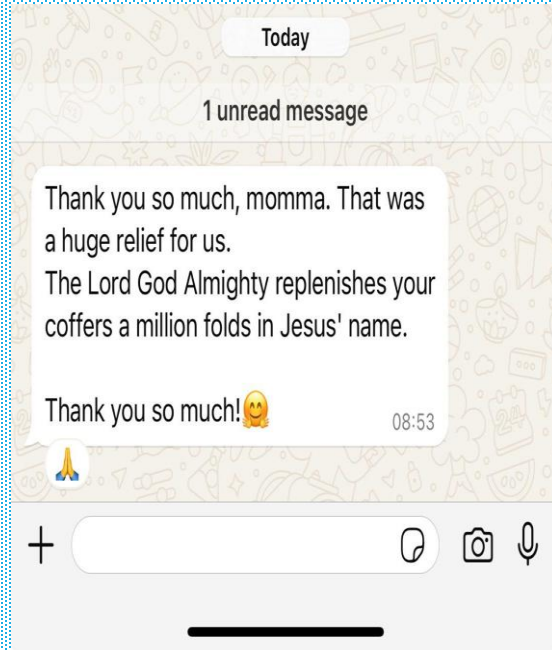 Today
1 unread message
Thank you so much, momma. That was
a huge relief for us.
The Lord God Almighty replenishes your
coffers a million folds in Jesus' name.
Thank you so much!🤗
08:53
🙏